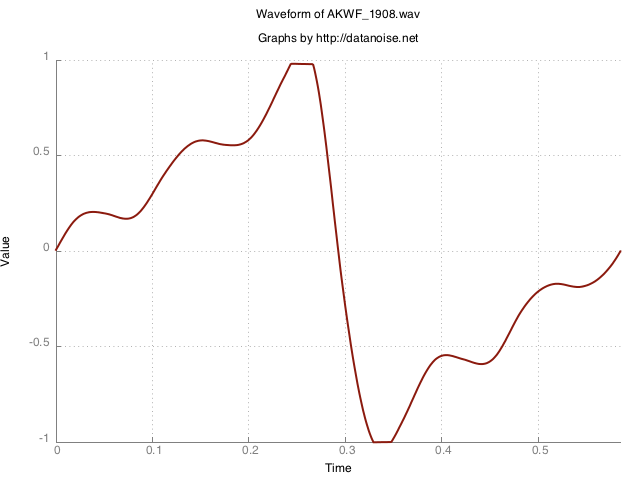 Waveform of AKWF_1908.wav
Graphs by http://datanoise.net
1
0.5
0
-0.5
-1
Value
0 0.1 0.2 0.3 0.4 0.5
Time